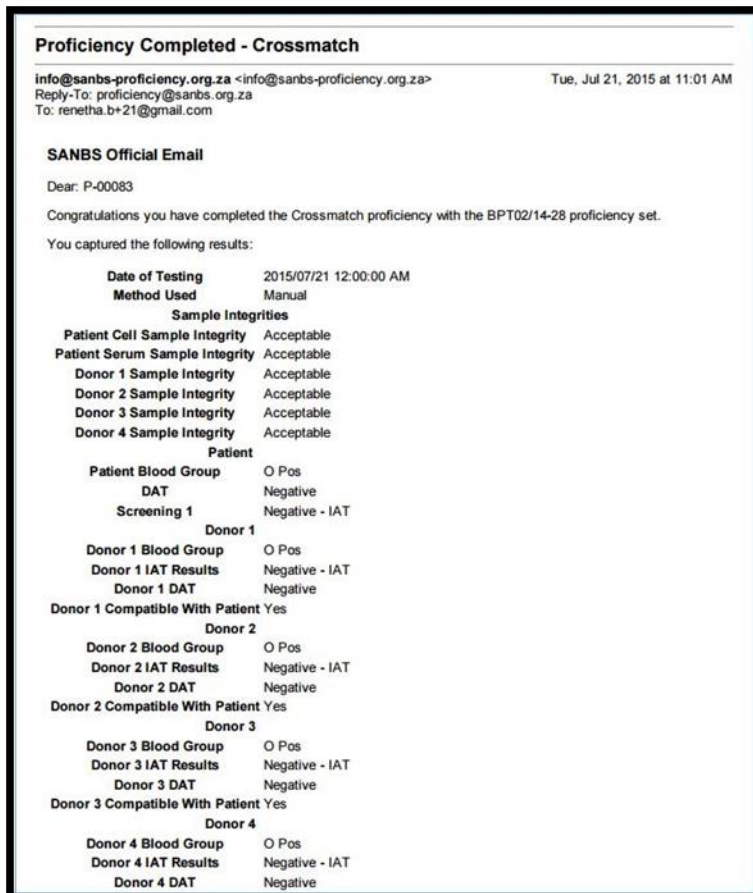 Proficiency Completed - Crossmatch
info@sanbs-proficiency.org.za <info@sanbs-proficiency.org.za> Tue, Jul 21, 2015 at 11:01 AM
Reply-To: proficiency@sanbs.org.za
To: renetha.b+21@gmail.com
SANBS Official Email
Dear: P-00083
Congratulations you have completed the Crossmatch proficiency with the BPT02/14-28 proficiency set.
You captured the following results:
Date of Testing 2015/07/21 12:00:00 AM
Method Used Manual
Sample Integrities
Patient Cell Sample Integrity Acceptable
Patient Serum Sample Integrity Acceptable
Donor 1 Sample Integrity Acceptable
Donor 2 Sample Integrity Acceptable
Donor 3 Sample Integrity Acceptable
Donor 4 Sample Integrity Acceptable
Patient
Patient Blood Group O Pos
DAT Negative
Screening 1 Negative - IAT
Donor 1
Donor 1 Blood Group O Pos
Donor 1 IAT Results Negative - IAT
Donor 1 DAT Negative
Donor 1 Compatible With Patient Yes
Donor 2
Donor 2 Blood Group O Pos
Donor 2 IAT Results Negative - IAT
Donor 2 DAT Negative
Donor 2 Compatible With Patient Yes
Donor 3
Donor 3 Blood Group O Pos
Donor 3 IAT Results Negative - IAT
Donor 3 DAT Negative
Donor 3 Compatible With Patient Yes
Donor 4
Donor 4 Blood Group O Pos
Donor 4 IAT Results Negative - IAT
Donor 4 DAT Negative